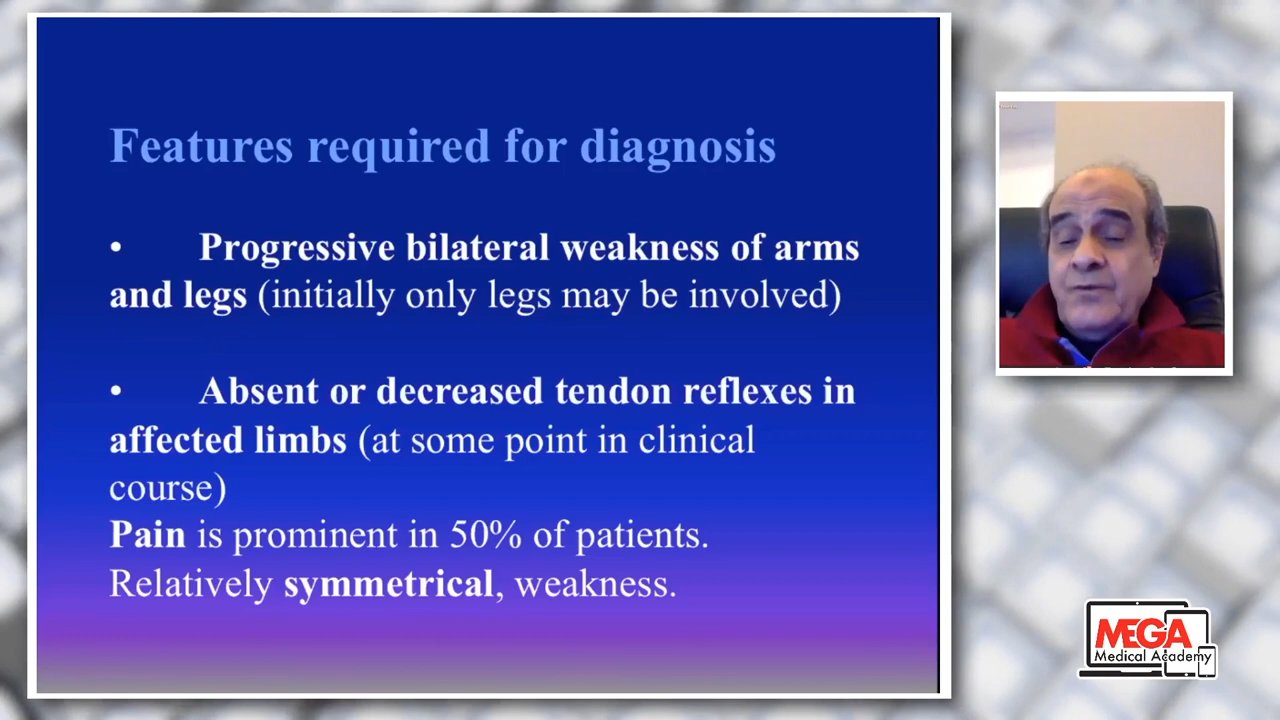 Features required for diagnosis
• Progressive bilateral weakness of arms
and legs (initially only legs may be involved)
• Absent or decreased tendon reflexes in
affected limbs (at some point in clinical
course)
Pain is prominent in 50% of patients.
Relatively symmetrical, weakness.
MEGA
Medical Academy